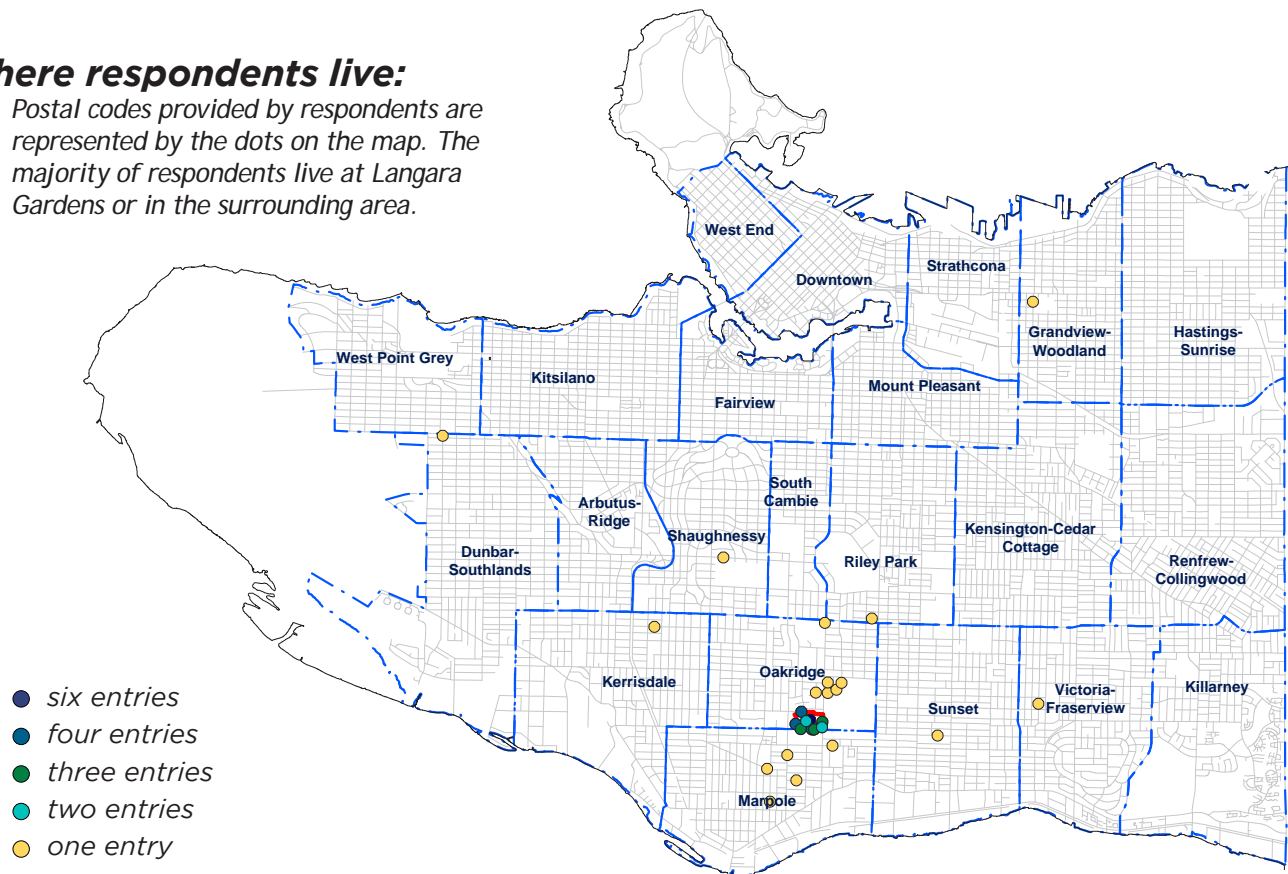 here respondents live:
Postal codes provided by respondents are
represented by the dots on the map. The
majority of respondents live at Langara
Gardens or in the surrounding area.
West End
Downtown
Strathcona
Grandview-
Woodland
Hastings-
Sunrise
West Point Grey
Kitsilano
Fairview
Mount Pleasant
Arbutus-
Ridge
Shaughnessy
South
Cambie
Riley Park
Kensington-Cedar
Cottage
Renfrew-
Collingwood
Dunbar-
Southlands
Kerrisdale
Oakridge
Sunset
Victoria-
Fraserview
Killarney
Marpole
six entries
four entries
three entries
two entries
one entry